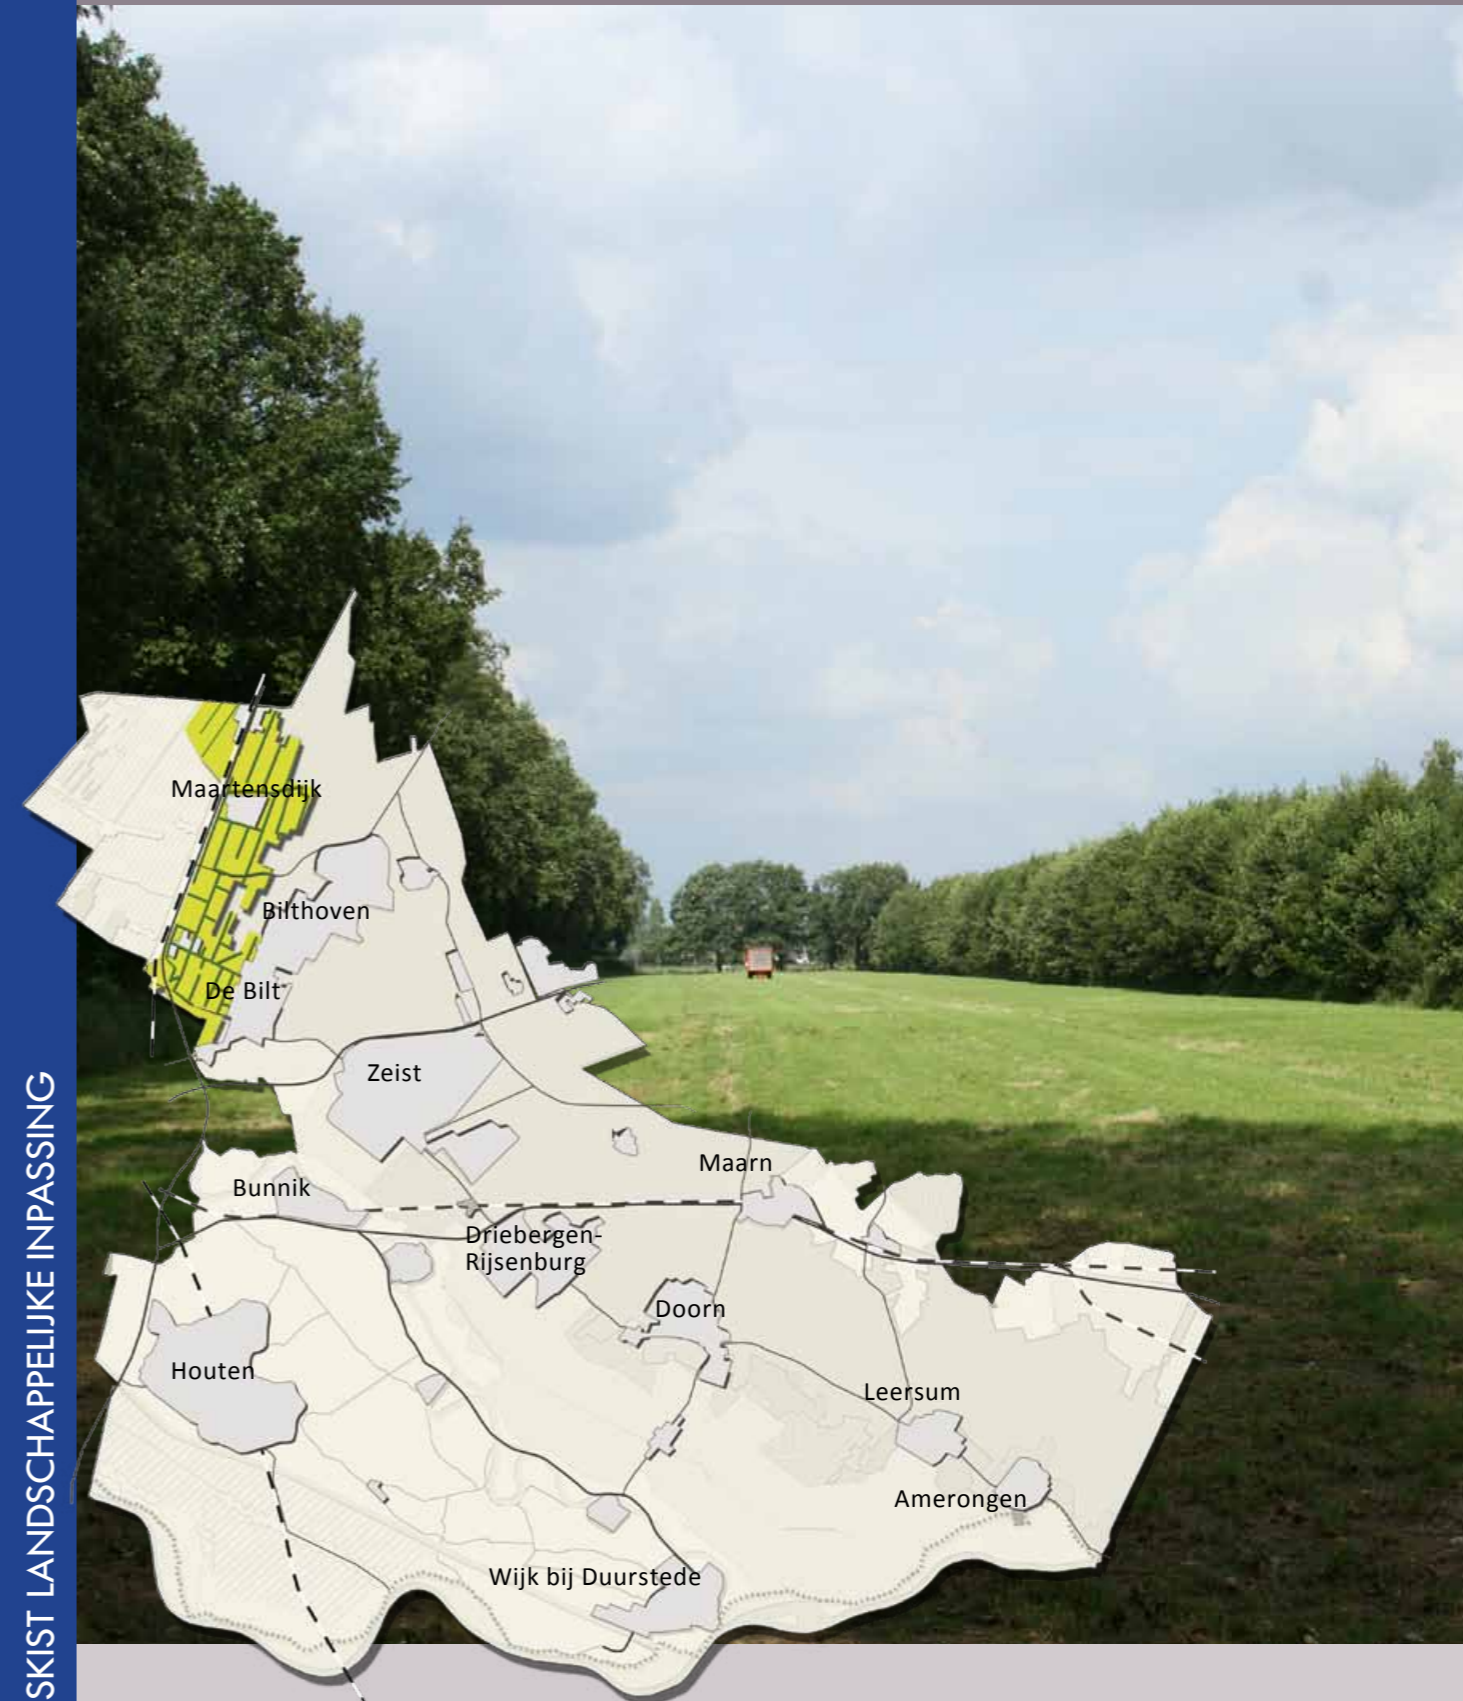 SKIST LANDSCHAPPELIJKE INPASSING
Maartensdijk
Bilthoven
De Bilt
Zeist
Maarn
Bunnik
Driebergen-
Rijsenburg
Doorn
Houten
Leersum
Amerongen
Wijk bij Duurstede